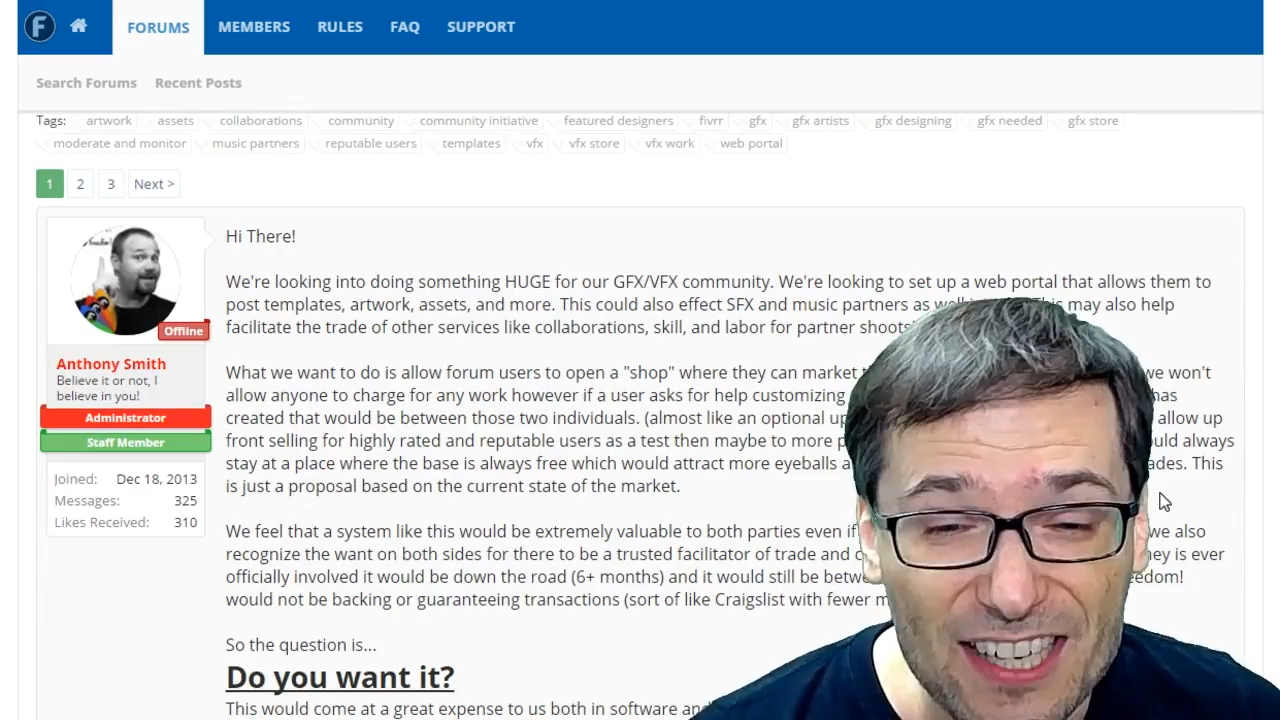 F FORUMS MEMBERS RULES FAQ SUPPORT
Search Forums Recent Posts
Tags: artwork assets collaborations community community initiative featured designers fivrr gfx gfx artists gfx designing gfx needed gfx store
moderate and monitor music partners reputable users templates vfx vfx store vfx work web portal
1 2 3 Next >
Offline
Anthony Smith
Believe it or not, I
believe in you!
Administrator
Staff Member
Joined: Dec 18, 2013
Messages: 325
Likes Received: 310
Hi There!
We're looking into doing something HUGE for our GFX/VFX community. We're looking to set up a web portal that allows them to
post templates, artwork, assets, and more. This could also effect SFX and music partners as may also help
facilitate the trade of other services like collaborations, skill, and labor for partner shoots
What we want to do is allow forum users to open a "shop" where they can market we won't
allow anyone to charge for any work however if a user asks for help customizing has
created that would be between those two individuals. (almost like an optional allow up
front selling for highly rated and reputable users as a test then maybe to more always
stay at a place where the base is always free which would attract more eyeballs This
is just a proposal based on the current state of the market.
We feel that a system like this would be extremely valuable to both parties even if we also
recognize the want on both sides for there to be a trusted facilitator of trade and is ever
officially involved it would be down the road (6+ months) and it would still be
would not be backing or guaranteeing transactions (sort of like Craigslist with fewer
So the question is...
Do you want it?
This would come at a great expense to us both in software